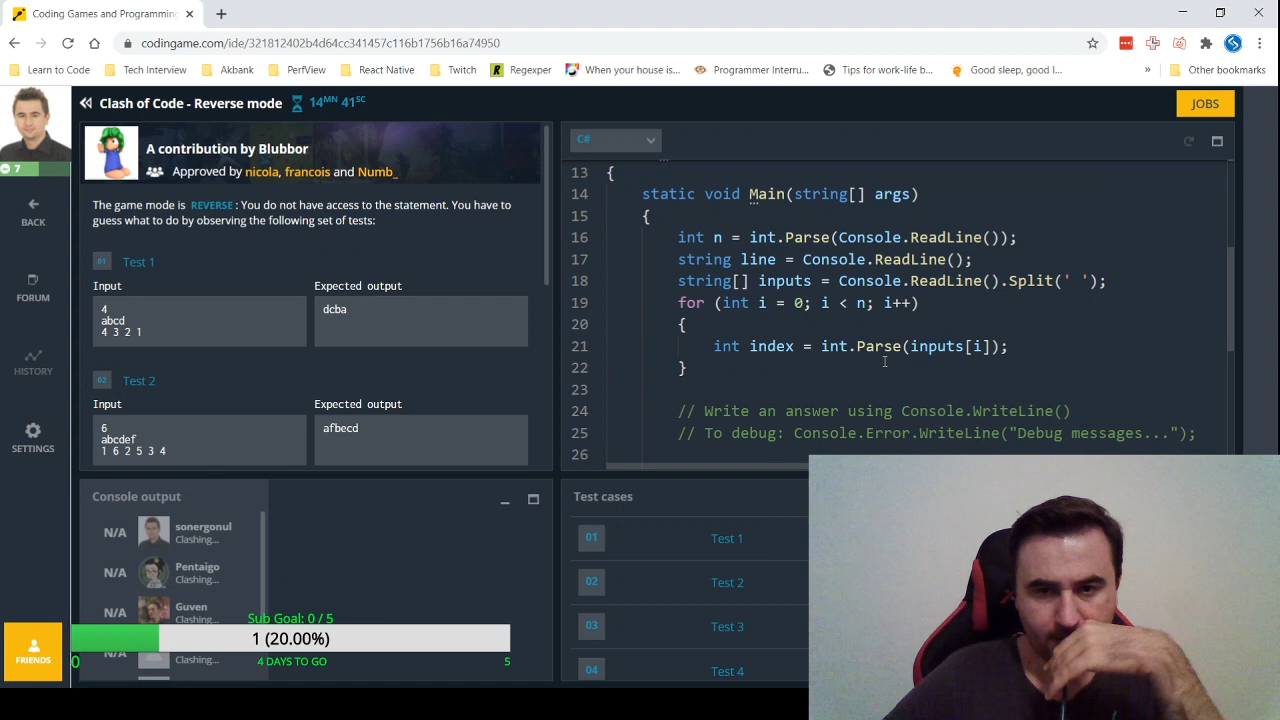 Coding Games and Programming
codingame.com/ide/321812402b4d64cc341457c116b1756b16a74950
Learn to Code
Tech Interview
Akbank
PerfView
React Native
Twitch
Regexper
When your house is...
Programmer Interru...
Tips for work-life b...
Good sleep, good l...
Other bookmarks
Clash of Code - Reverse mode
14MN 41SC
JOBS
7
BACK
FORUM
HISTORY
SETTINGS
FRIENDS
A contribution by Blubbor
Approved by nicola, francois and Numb_
The game mode is REVERSE: You do not have access to the statement. You have to
guess what to do by observing the following set of tests:
01 Test 1
Input
4
abcd
4 3 2 1
Expected output
dcba
02 Test 2
Input
6
abcdef
1 6 2 5 3 4
Expected output
afbecd
C#
13 {
14 static void Main(string[] args)
15 {
16 int n = int.Parse(Console.ReadLine());
17 string line = Console.ReadLine();
18 string[] inputs = Console.ReadLine().Split(' ');
19 for (int i = 0; i < n; i++)
20 {
21 int index = int.Parse(inputs[i]);
22 }
23
24 // Write an answer using Console.WriteLine()
25 // To debug: Console.Error.WriteLine("Debug messages...");
26
Console output
N/A sonergonul
Clashing...
N/A Pentaigo
Clashing...
N/A Guven
Clashing...
N/A
Clashing...
Sub Goal: 0 / 5
1 (20.00%)
0 4 DAYS TO GO 5
Test cases
01 Test 1
02 Test 2
03 Test 3
04 Test 4